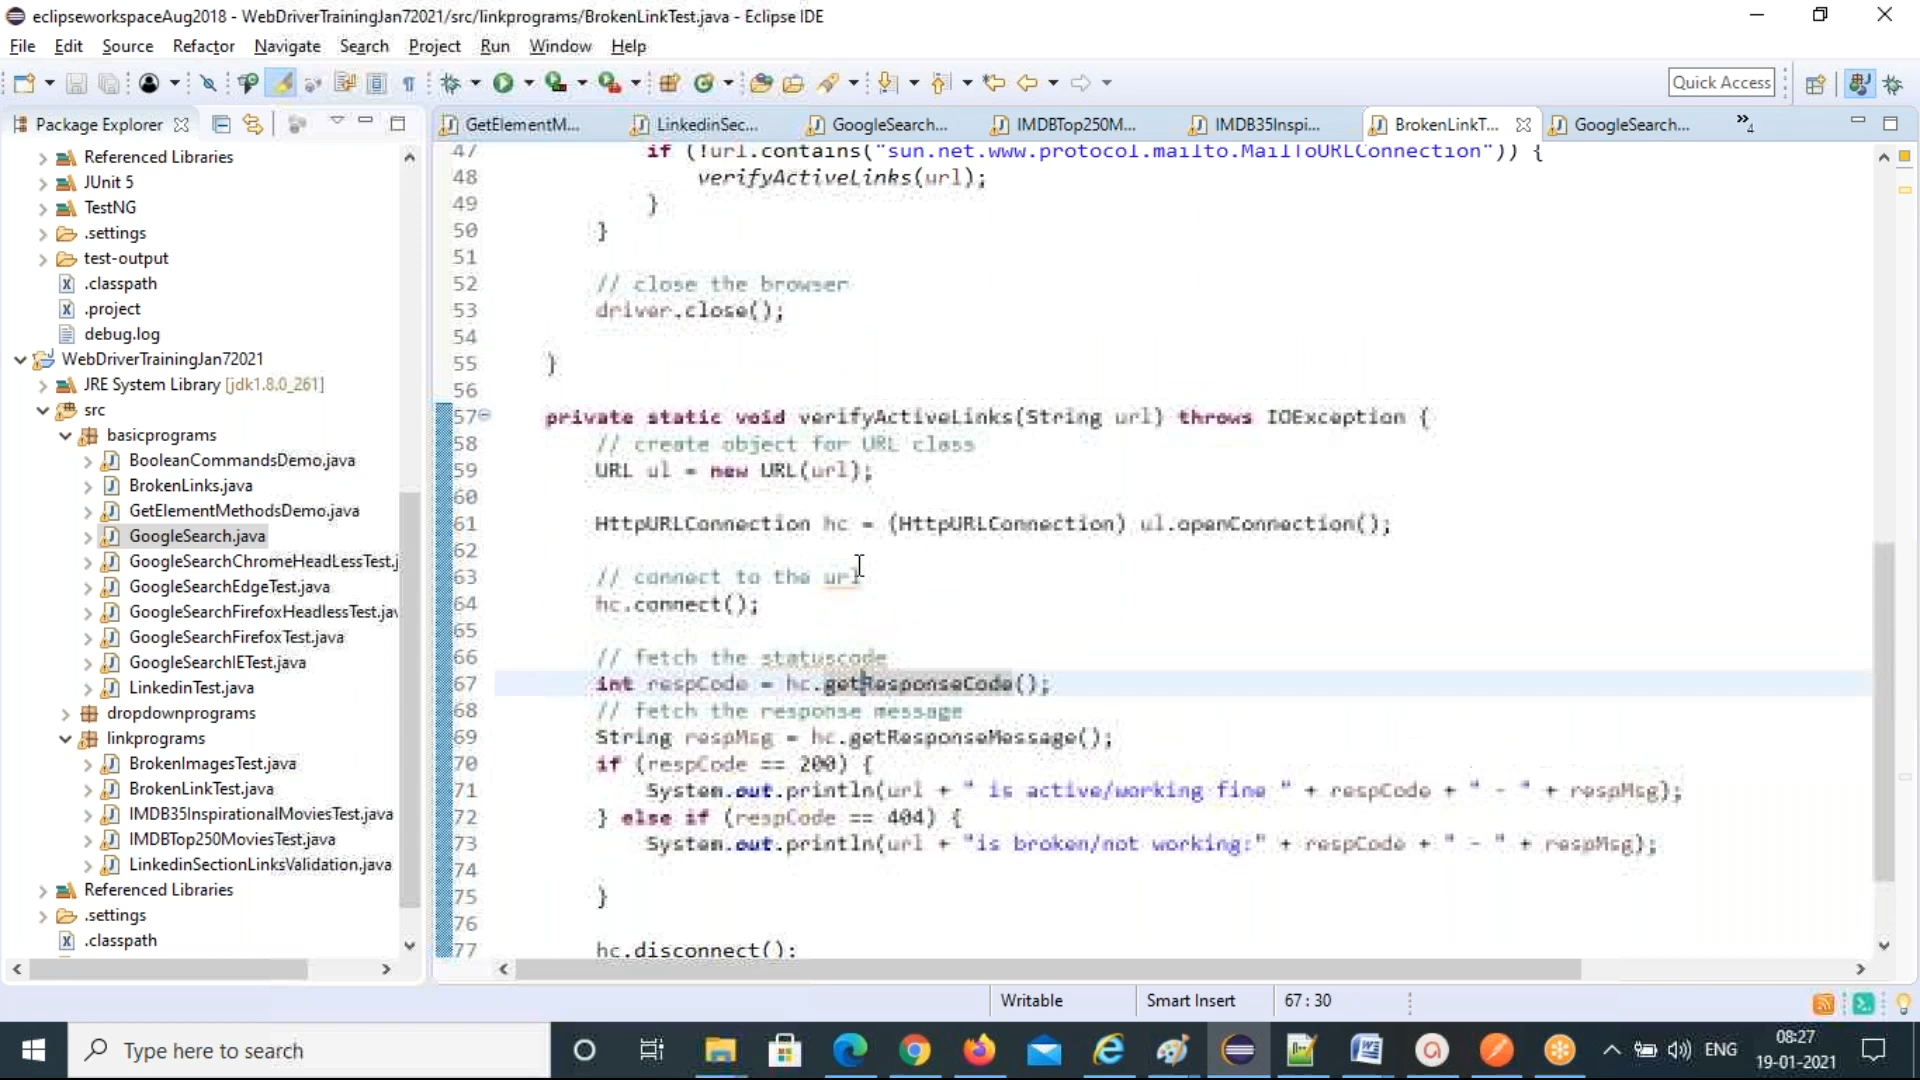 eclipseworkspaceAug2018 - WebDriverTrainingJan72021/src/linkprograms/BrokenLinkTest.java - Eclipse IDE
File Edit Source Refactor Navigate Search Project Run Window Help
Quick Access
Package Explorer
GetElementM... LinkedinSec... GoogleSearch... IMDBTop250M... IMDB35Inspi... BrokenLinkT... GoogleSearch... »4
Referenced Libraries
JUnit 5
TestNG
.settings
test-output
.classpath
.project
debug.log
WebDriverTrainingJan72021
JRE System Library [jdk1.8.0_261]
src
basicprograms
BooleanCommandsDemo.java
BrokenLinks.java
GetElementMethodsDemo.java
GoogleSearch.java
GoogleSearchChromeHeadLessTest.j
GoogleSearchEdgeTest.java
GoogleSearchFirefoxHeadlessTest.jav
GoogleSearchFirefoxTest.java
GoogleSearchIETest.java
LinkedinTest.java
dropdownprograms
linkprograms
BrokenImagesTest.java
BrokenLinkTest.java
IMDB35InspirationalMoviesTest.java
IMDBTop250MoviesTest.java
LinkedinSectionLinksValidation.java
Referenced Libraries
.settings
.classpath
47 if (!url.contains("sun.net.www.protocol.mailto.MailToURLConnection")) {
48 verifyActiveLinks(url);
49 }
50 }
51
52 // close the browser
53 driver.close();
54
55 }
56
57 private static void verifyActiveLinks(String url) throws IOException {
58 // create object for URL class
59 URL ul = new URL(url);
60
61 HttpURLConnection hc = (HttpURLConnection) ul.openConnection();
62
63 // connect to the url
64 hc.connect();
65
66 // fetch the statuscode
67 int respCode = hc.getResponseCode();
68 // fetch the response message
69 String respMsg = hc.getResponseMessage();
70 if (respCode == 200) {
71 System.out.println(url + " is active/working fine " + respCode + " - " + respMsg);
72 } else if (respCode == 404) {
73 System.out.println(url + "is broken/not working:" + respCode + " - " + respMsg);
74
75 }
76
77 hc.disconnect();
Writable Smart Insert 67 : 30
Type here to search
ENG
08:27
19-01-2021